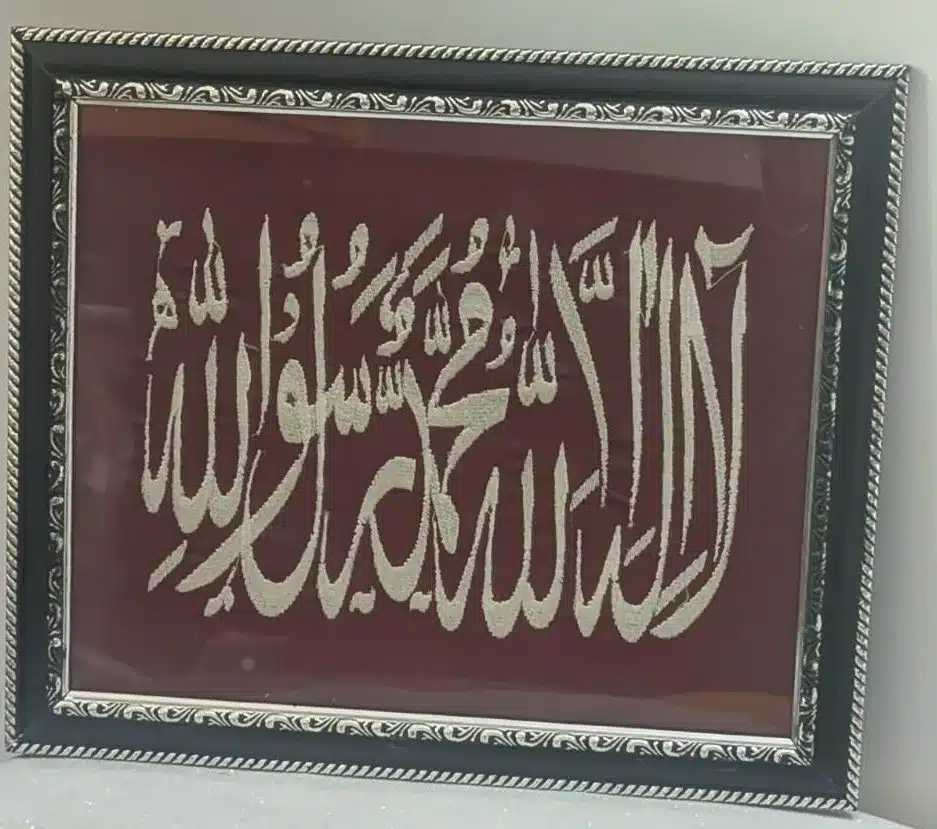 لا اله الا الله محمد رسول الله